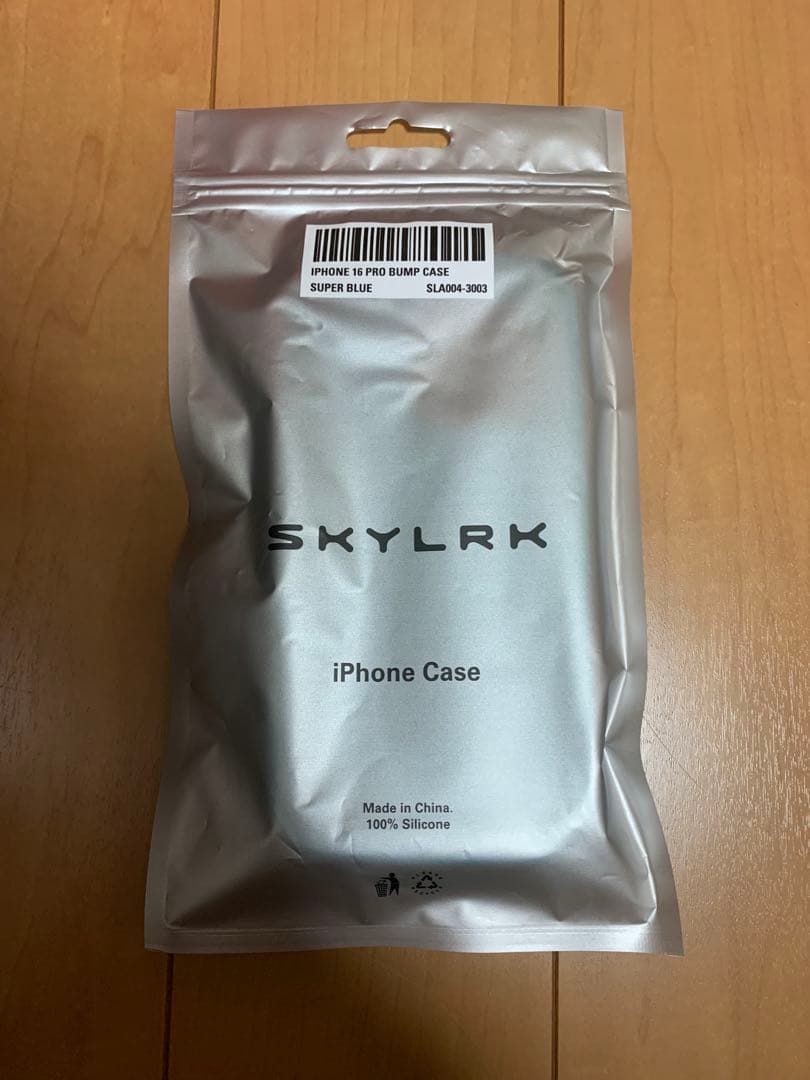 IPHONE 16 PRO BUMP CASE
SUPER BLUE SLA004-3003
SKYLRK
iPhone Case
Made in China.
100% Silicone